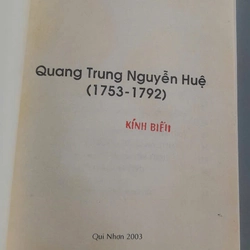 Quang Trung Nguyễn Huệ
(1753-1792)
KÍNH BIẾU
Qui Nhơn 2003